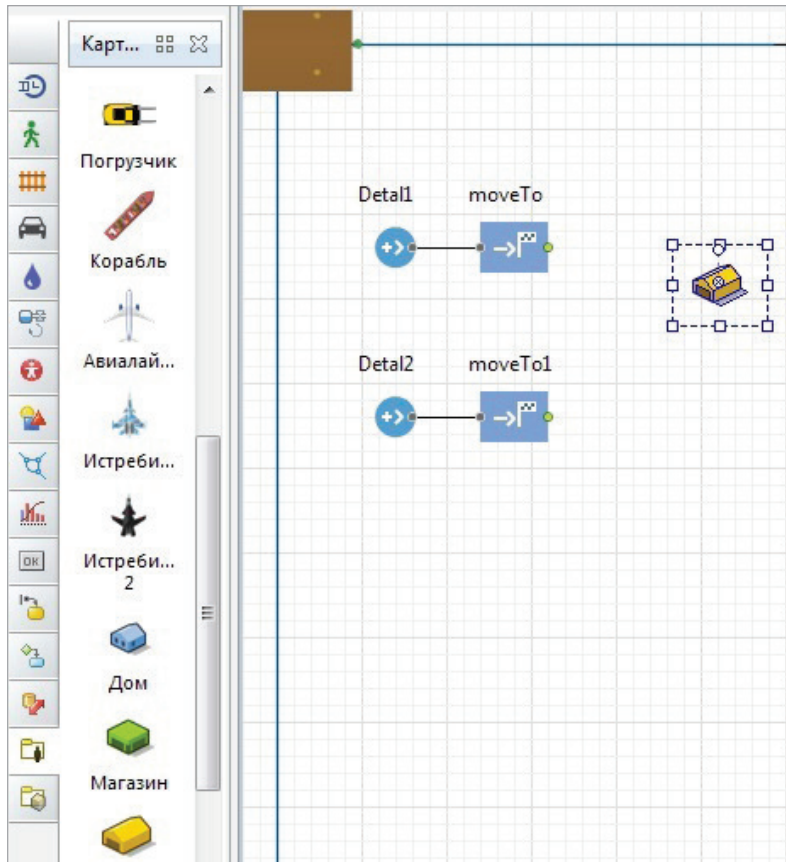 Карт...
Погрузчик
Корабль
Авиалай...
Истреби...
Истреби...
2
Дом
Магазин
OK
Detal1 moveTo
Detal2 moveTo1